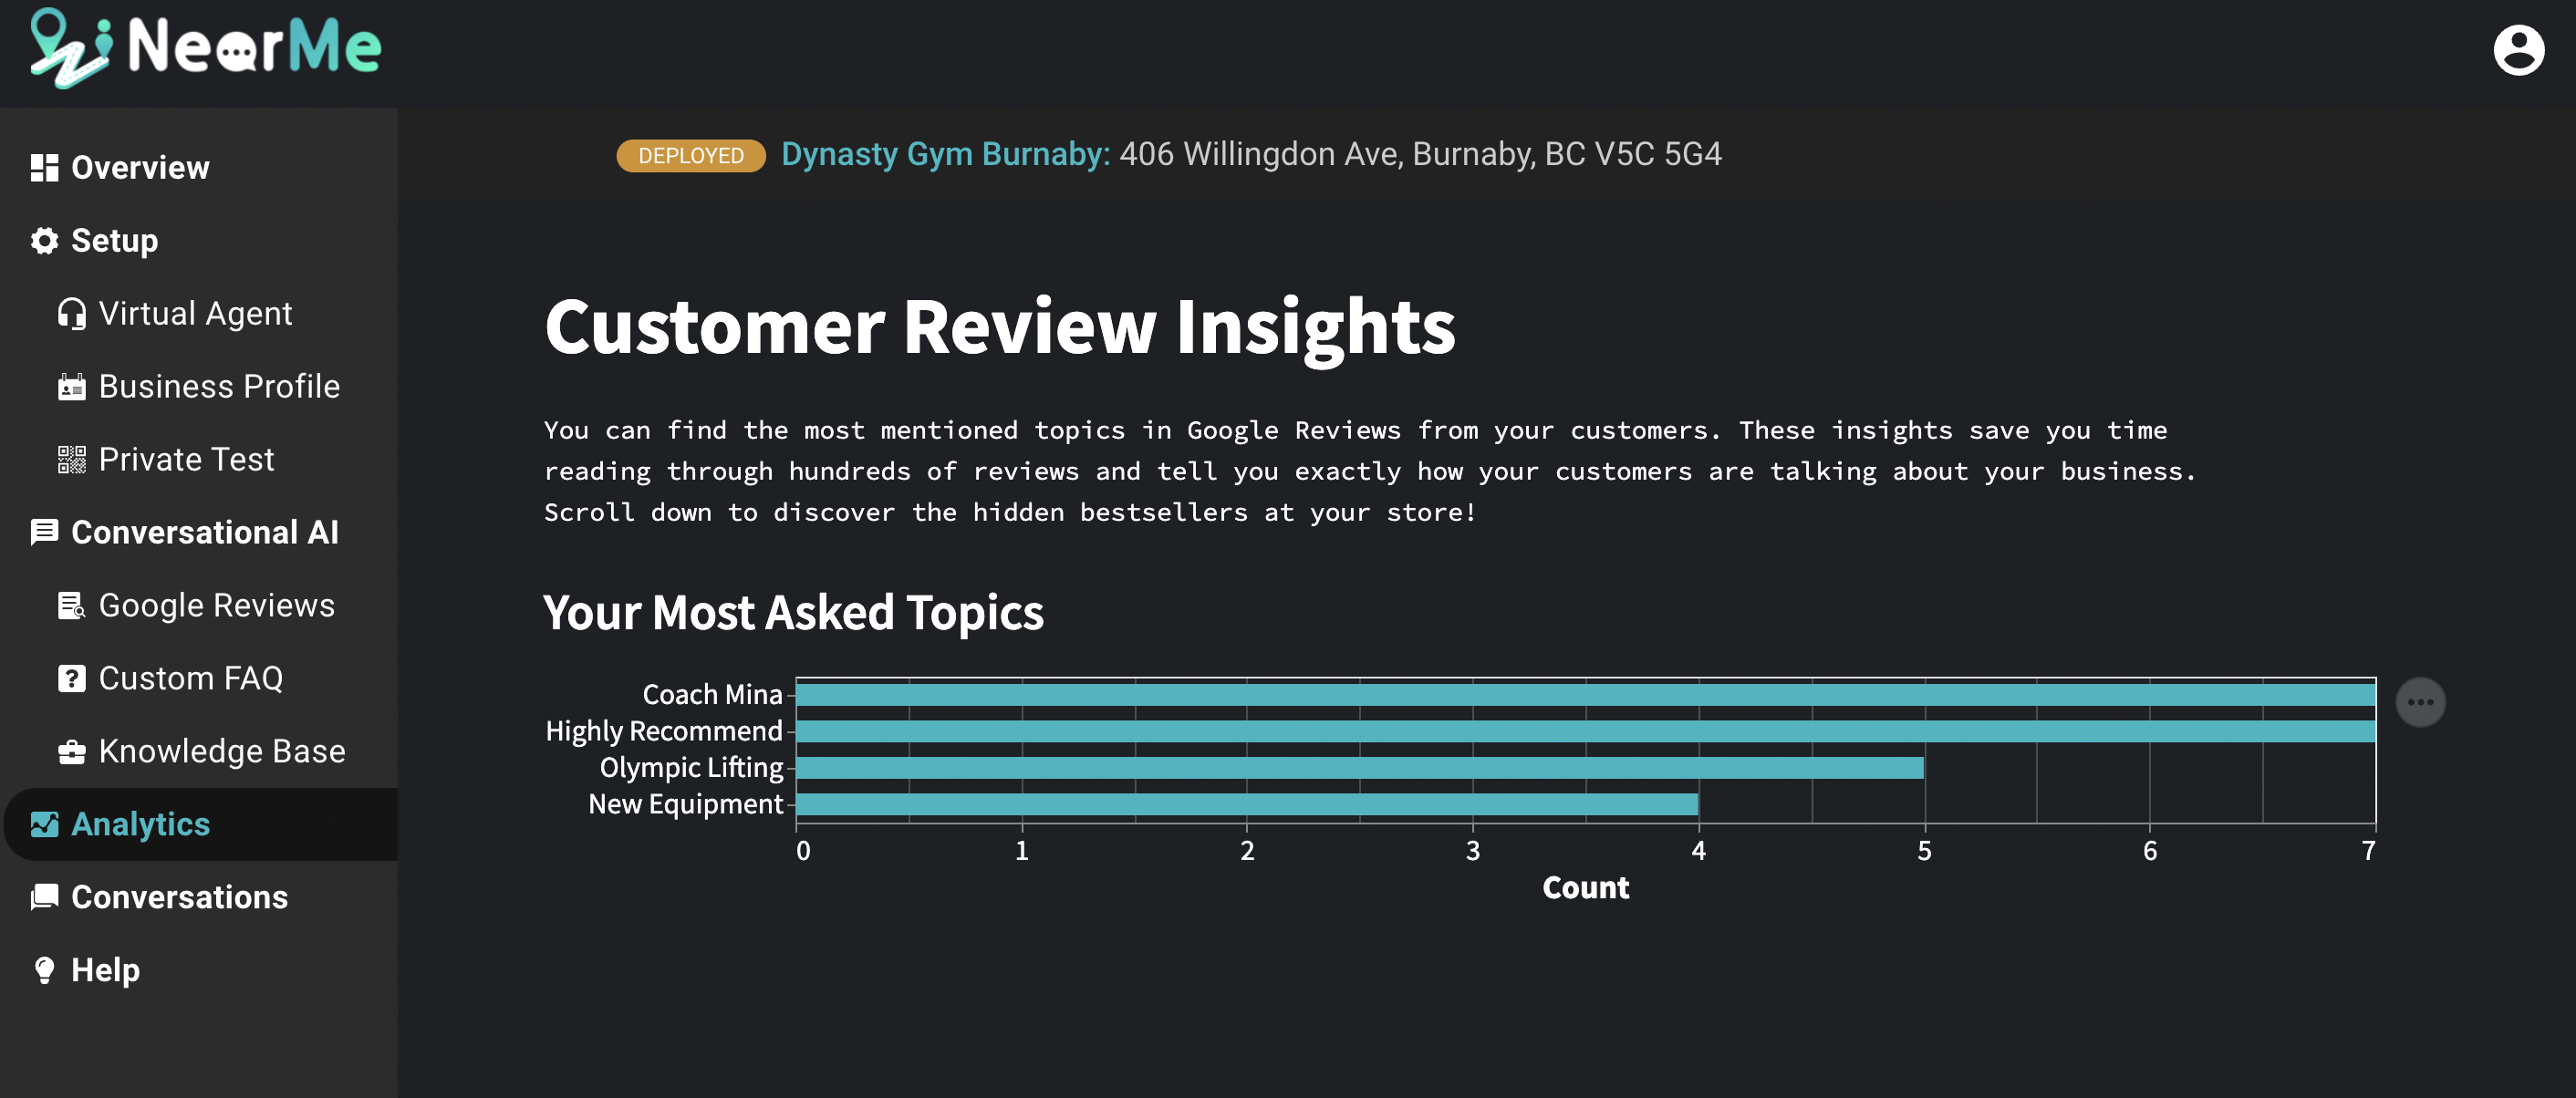 NearMe
DEPLOYED Dynasty Gym Burnaby: 406 Willingdon Ave, Burnaby, BC V5C 5G4
Overview
Setup
Virtual Agent
Business Profile
Private Test
Conversational AI
Google Reviews
Custom FAQ
Knowledge Base
Analytics
Conversations
Help
Customer Review Insights
You can find the most mentioned topics in Google Reviews from your customers. These insights save you time
reading through hundreds of reviews and tell you exactly how your customers are talking about your business.
Scroll down to discover the hidden bestsellers at your store!
Your Most Asked Topics
Coach Mina
Highly Recommend
Olympic Lifting
New Equipment
0 1 2 3 4 5 6 7
Count